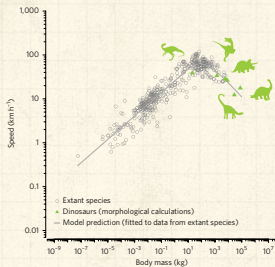 1,000
100
10
1
0.1
0.01
Speed (km h⁻¹)
○ Extant species
▲ Dinosaurs (morphological calculations)
— Model prediction (fitted to data from extant species)
10⁻⁹ 10⁻⁷ 10⁻⁵ 10⁻³ 10⁻¹ 10¹ 10³ 10⁵ 10⁷
Body mass (kg)